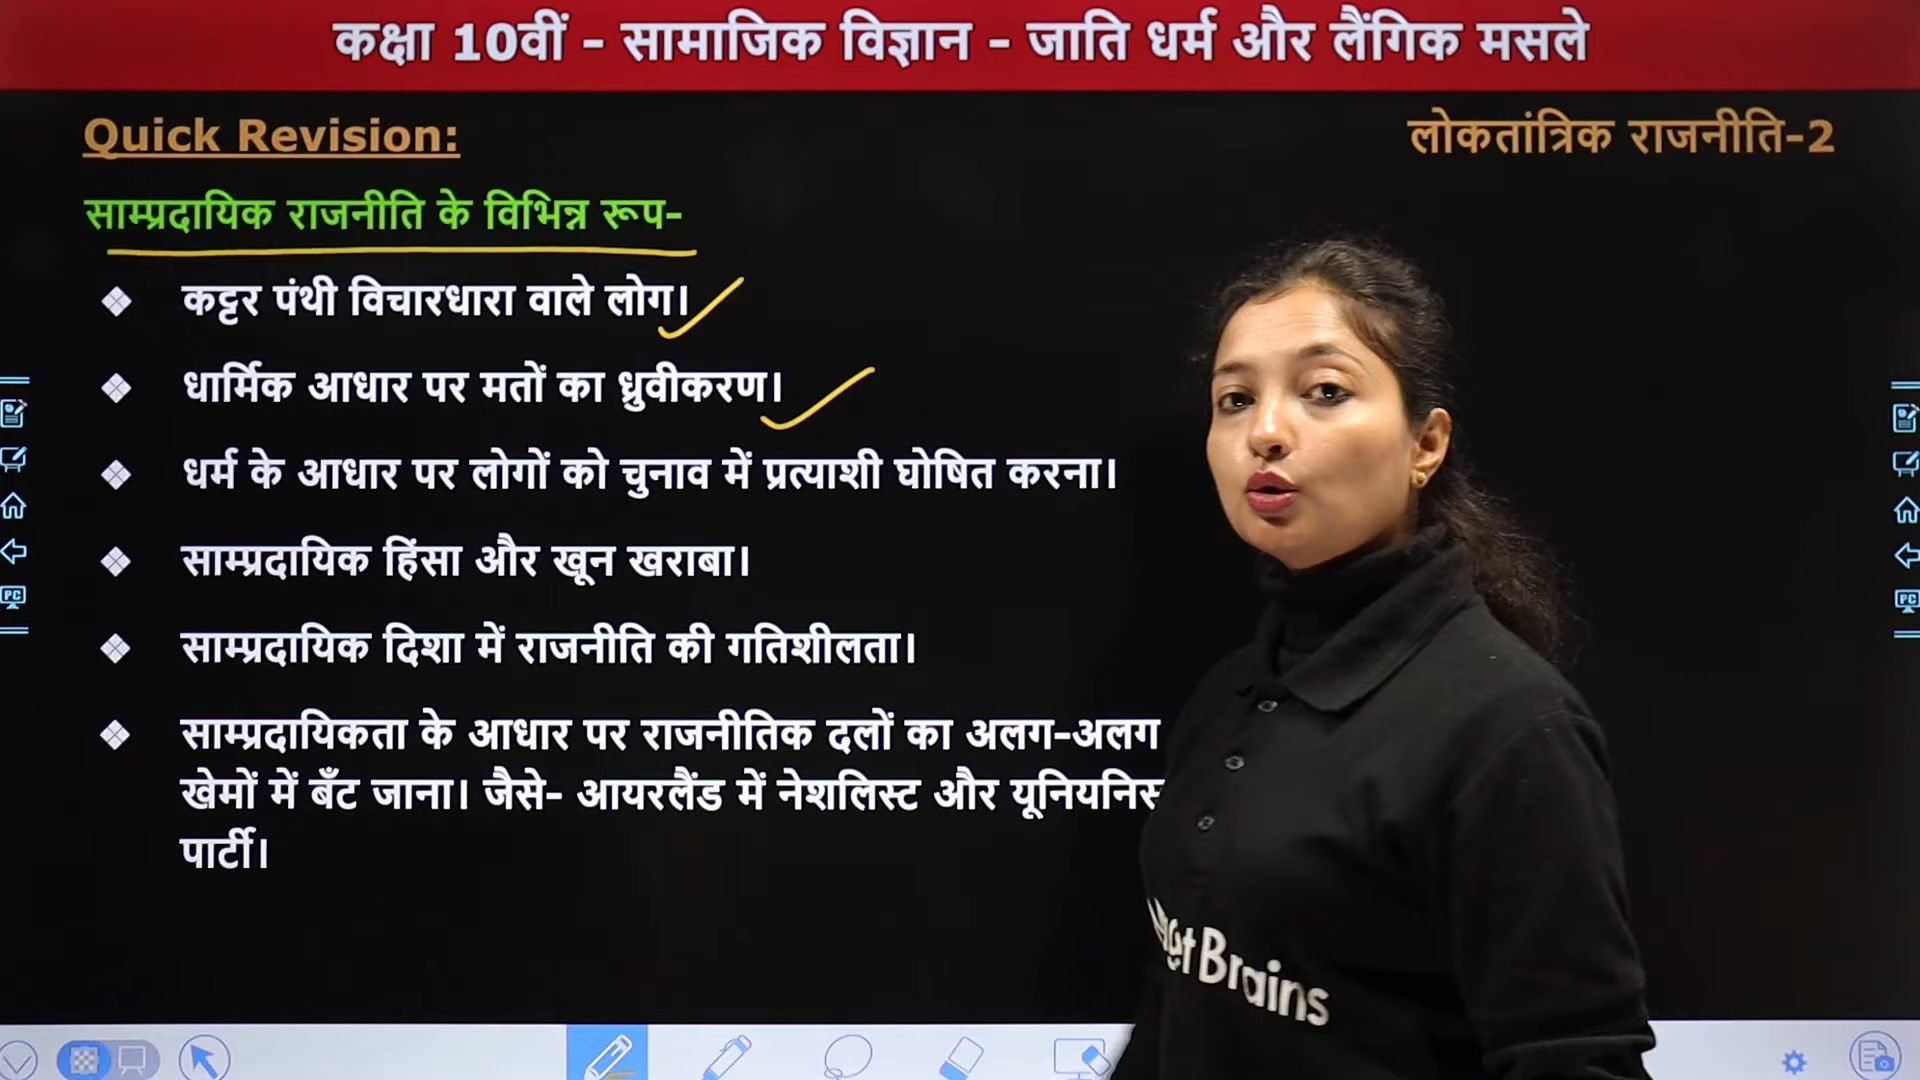 कक्षा 10वीं - सामाजिक विज्ञान - जाति धर्म और लैंगिक मसले
Quick Revision:
लोकतांत्रिक राजनीति-2
साम्प्रदायिक राजनीति के विभिन्न रूप-
❖ कट्टर पंथी विचारधारा वाले लोग।
❖ धार्मिक आधार पर मतों का ध्रुवीकरण।
❖ धर्म के आधार पर लोगों को चुनाव में प्रत्याशी घोषित करना।
❖ साम्प्रदायिक हिंसा और खून खराबा।
❖ साम्प्रदायिक दिशा में राजनीति की गतिशीलता।
❖ साम्प्रदायिकता के आधार पर राजनीतिक दलों का अलग-अलग
खेमों में बँट जाना। जैसे- आयरलैंड में नेशलिस्ट और
पार्टी।
Brains
PC
PC